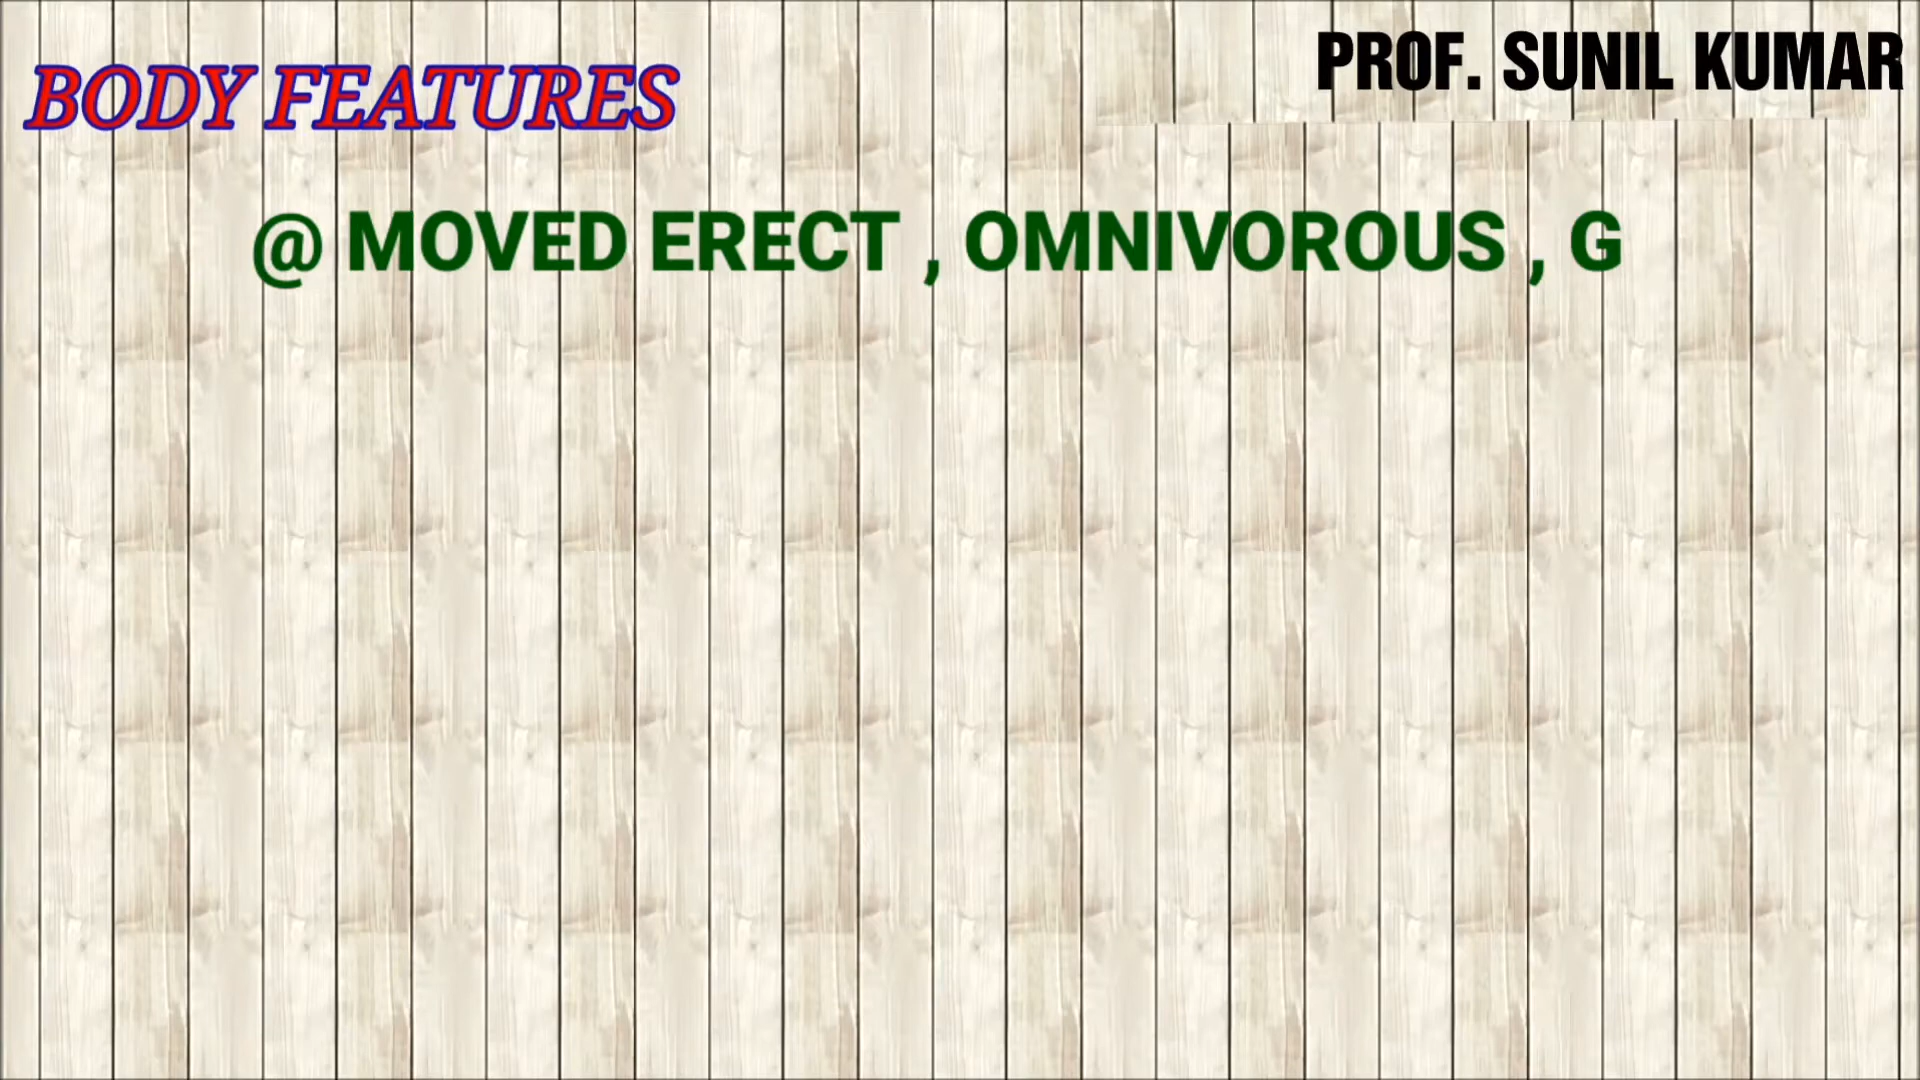 PROF. SUNIL KUMAR
BODY FEATURES
@ MOVED ERECT , OMNIVOROUS , G